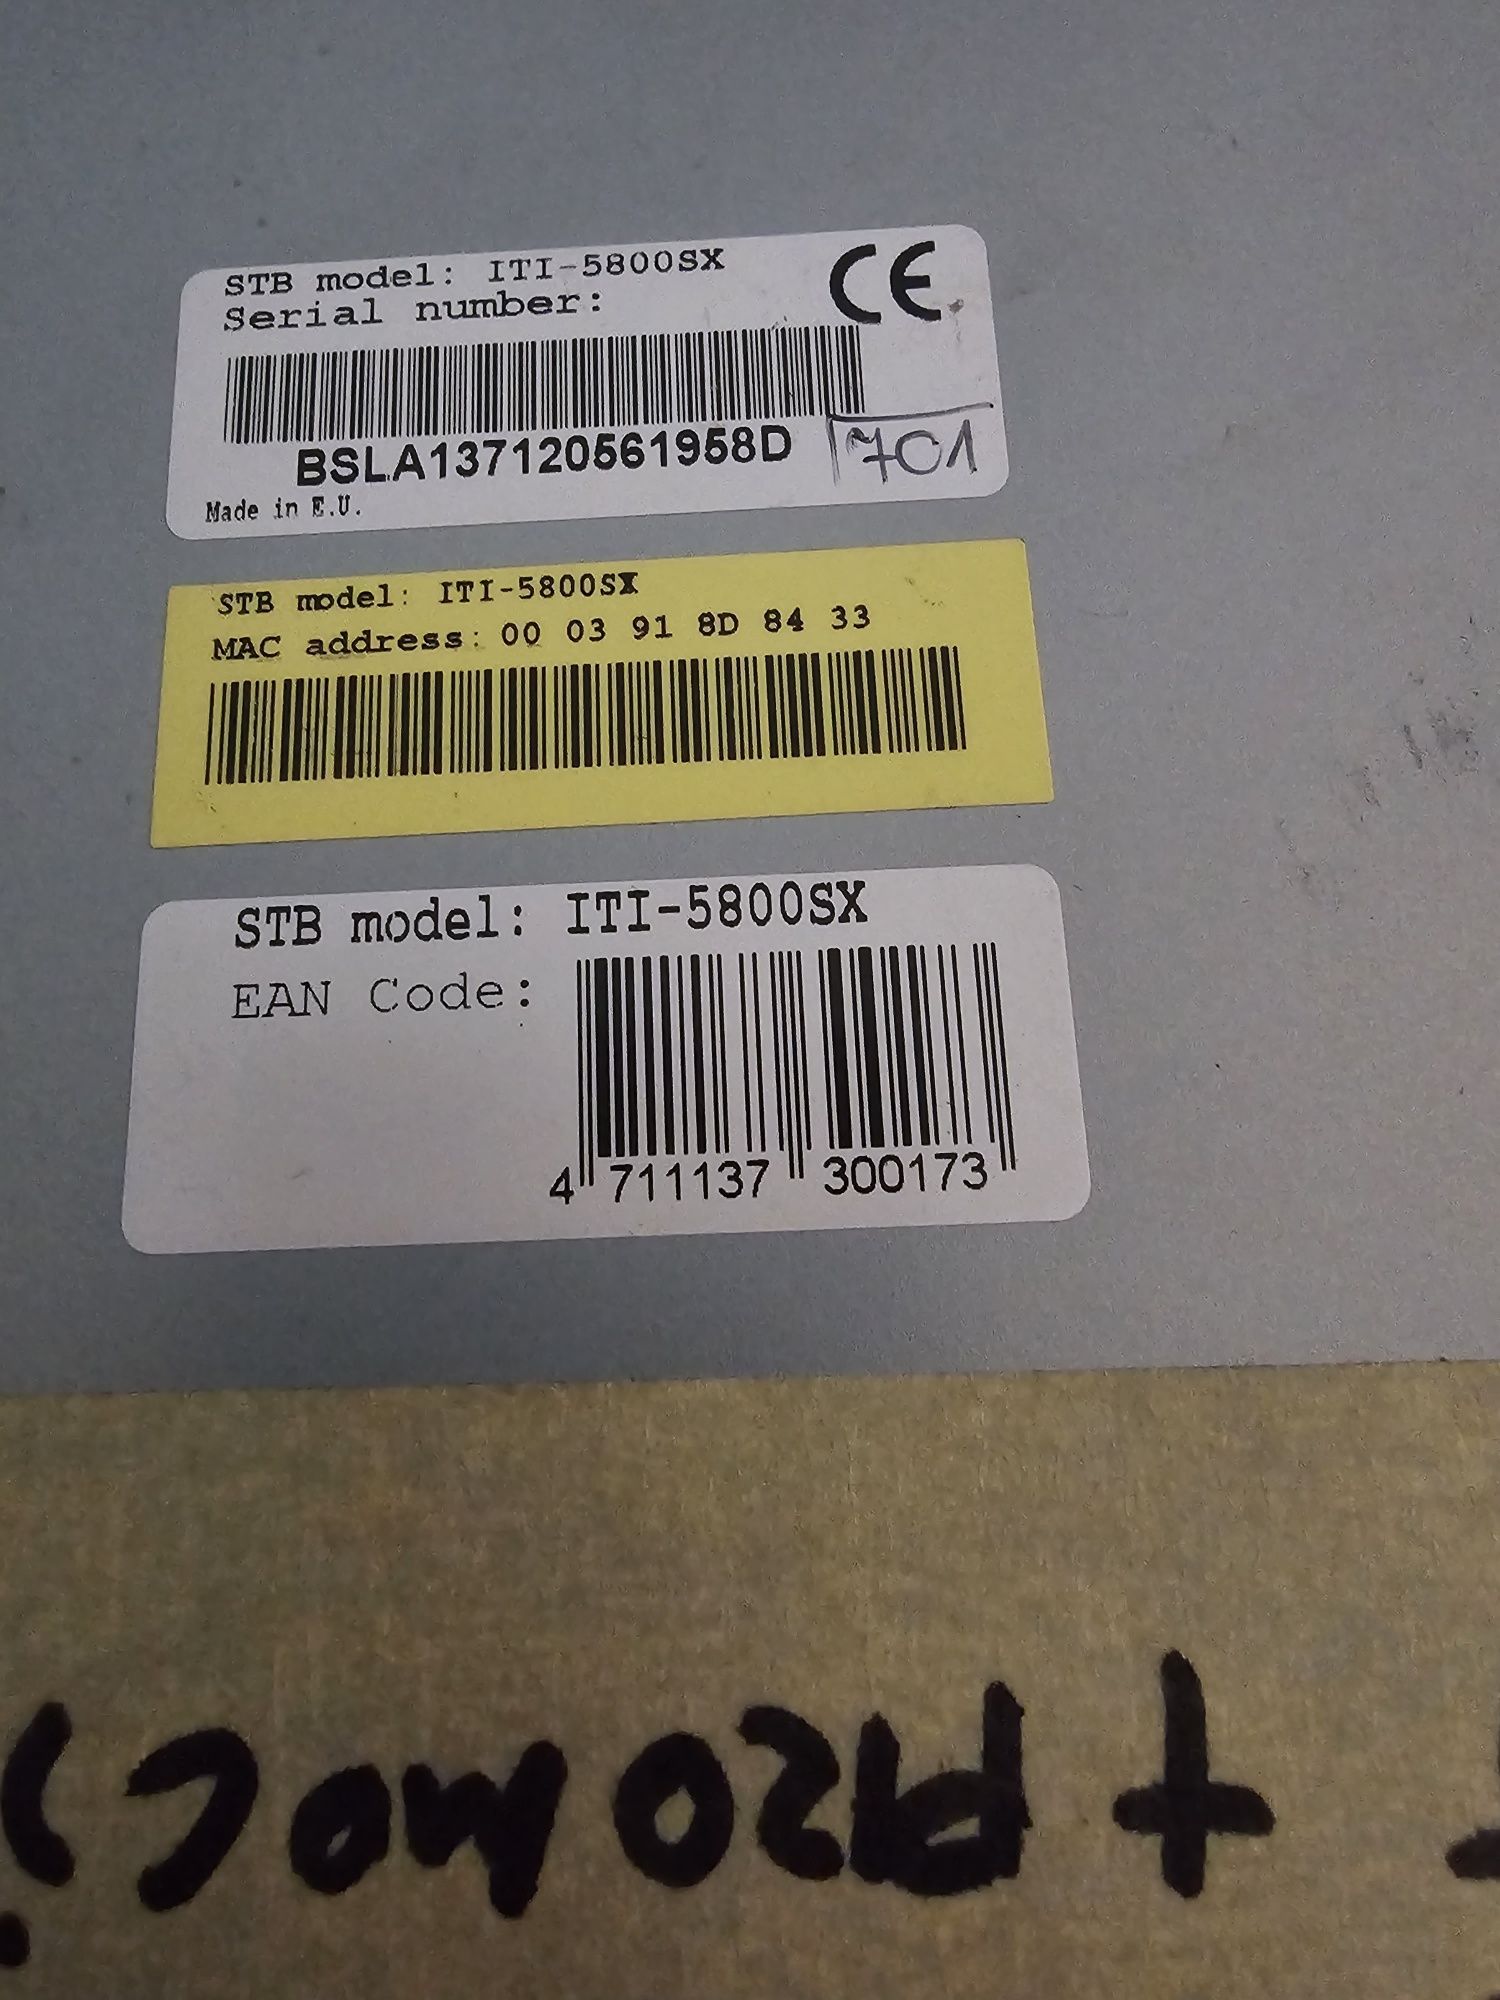 STB model: ITI-5800SX
CE
Serial number:
BSLA137120561958D
701
Made in E.U.
STB model: ITI-5800SX
MAC address: 00 03 91 8D 84 33
STB model: ITI-5800SX
EAN Code:
4 711137 300173